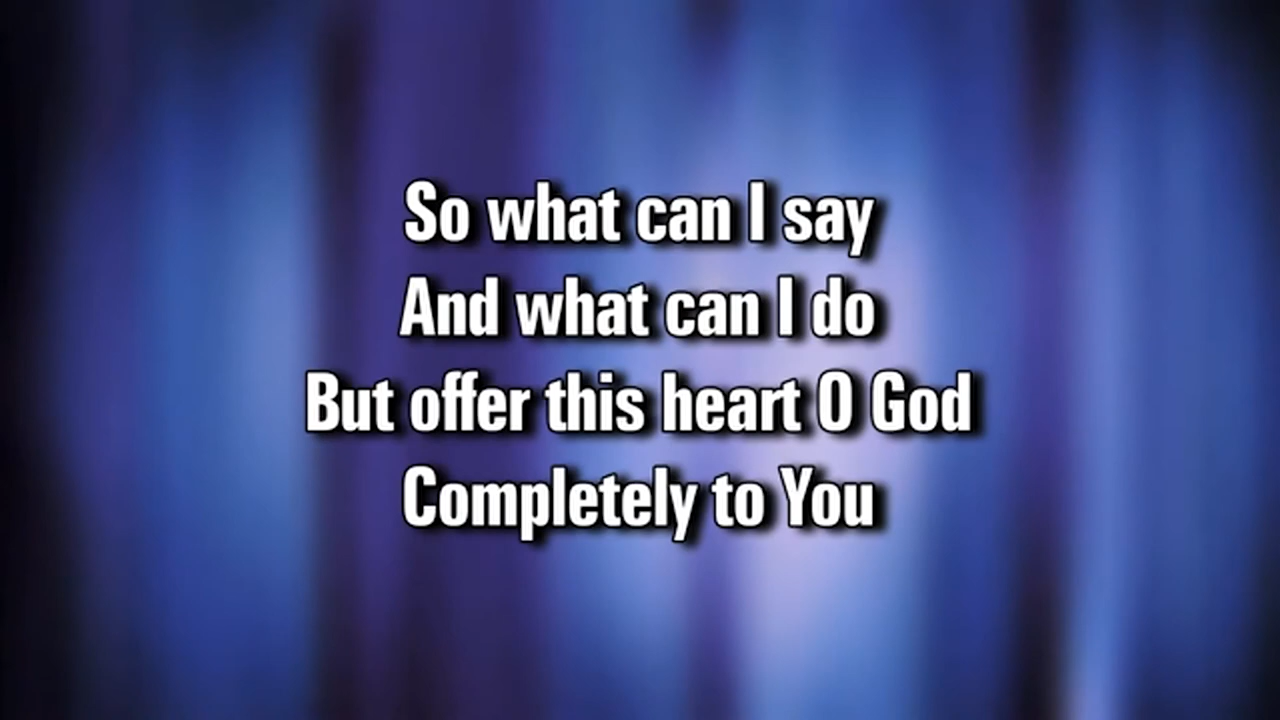 So what can I say
And what can I do
But offer this heart O God
Completely to You